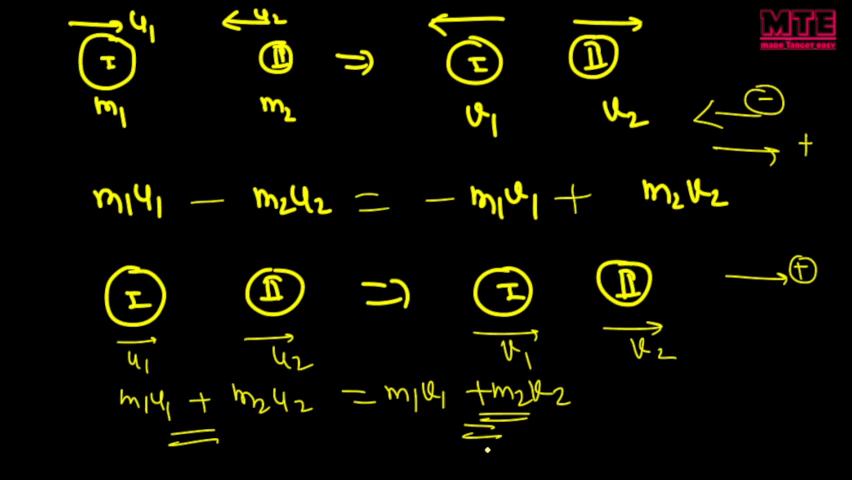 u₁ u₂ MTE
MADE TARGET EASY
I II ⇒ I II
m₁ m₂ v₁ v₂ −
+
m₁u₁ − m₂u₂ = − m₁v₁ + m₂v₂
I II ⇒ I II +
u₁ u₂ v₁ v₂
m₁u₁ + m₂u₂ = m₁v₁ + m₂v₂